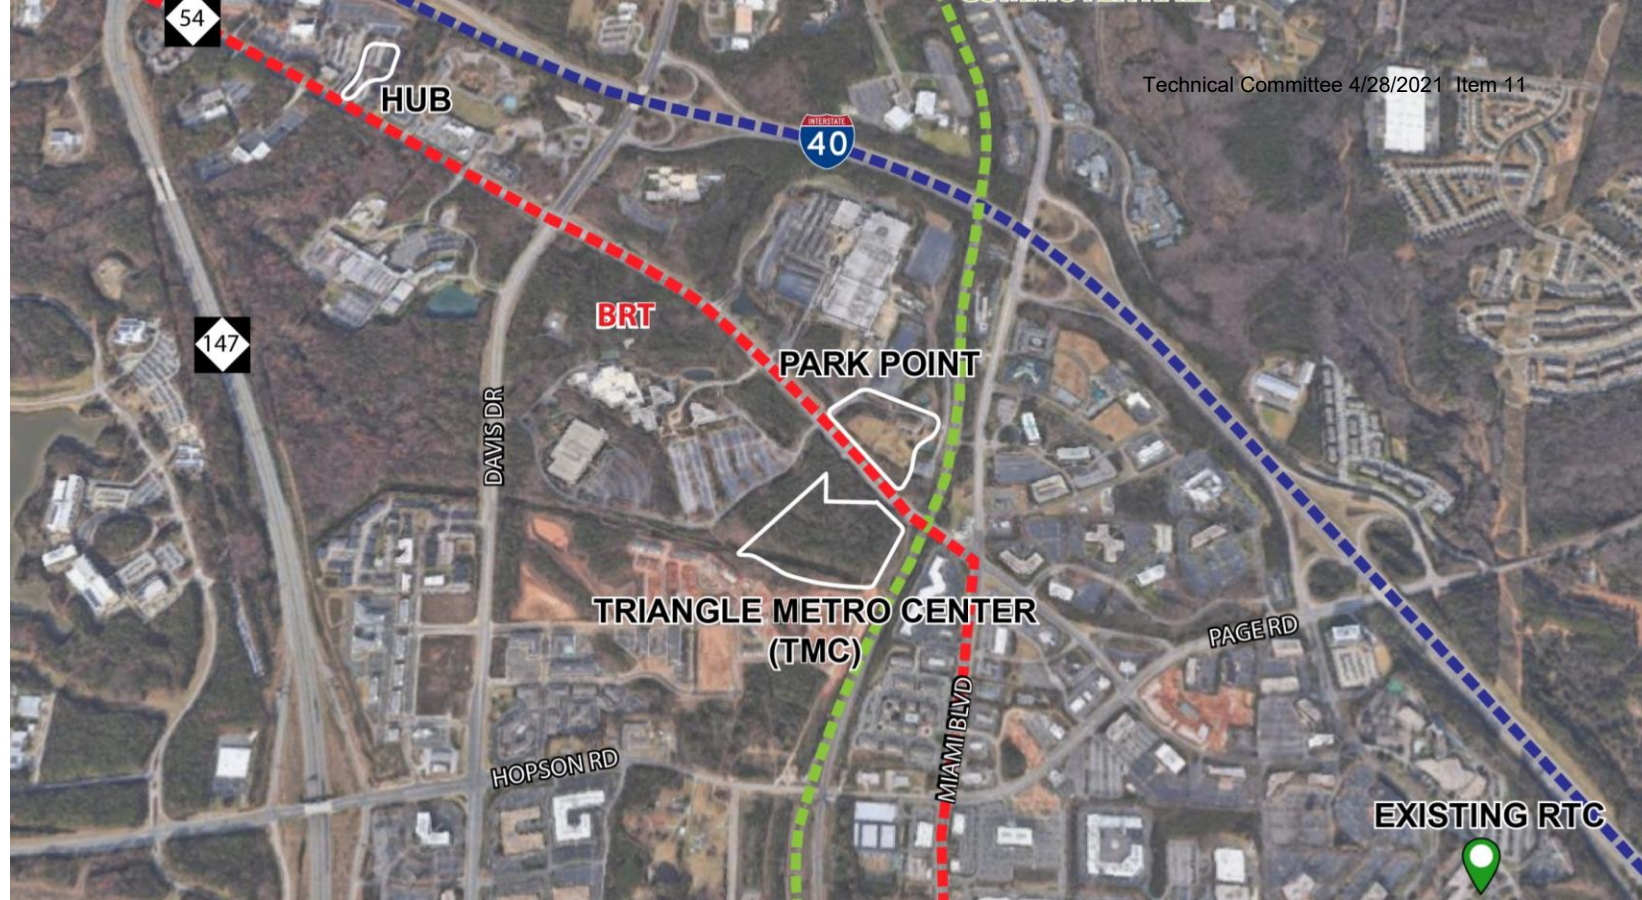 54
HUB
Technical Committee 4/28/2021 Item 11
INTERSTATE
40
BRT
147
PARK POINT
DAVIS DR
TRIANGLE METRO CENTER
(TMC)
PAGE RD
MIAMI BLVD
HOPSON RD
EXISTING RTC